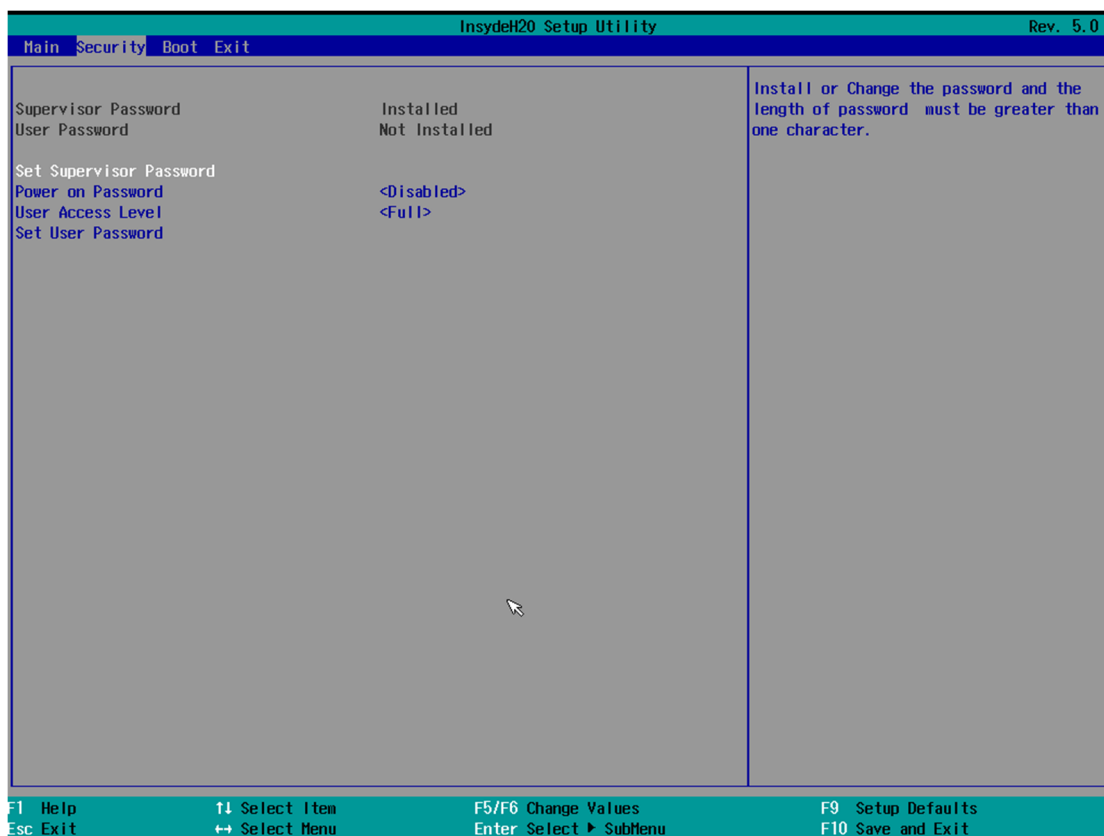 InsydeH20 Setup Utility Rev. 5.0
Main Security Boot Exit
Install or Change the password and the
length of password must be greater than
one character.
Supervisor Password Installed
User Password Not Installed
Set Supervisor Password
Power on Password <Disabled>
User Access Level <Full>
Set User Password
F1 Help ↑↓ Select Item F5/F6 Change Values F9 Setup Defaults
Esc Exit ↔ Select Menu Enter Select ▶ SubMenu F10 Save and Exit